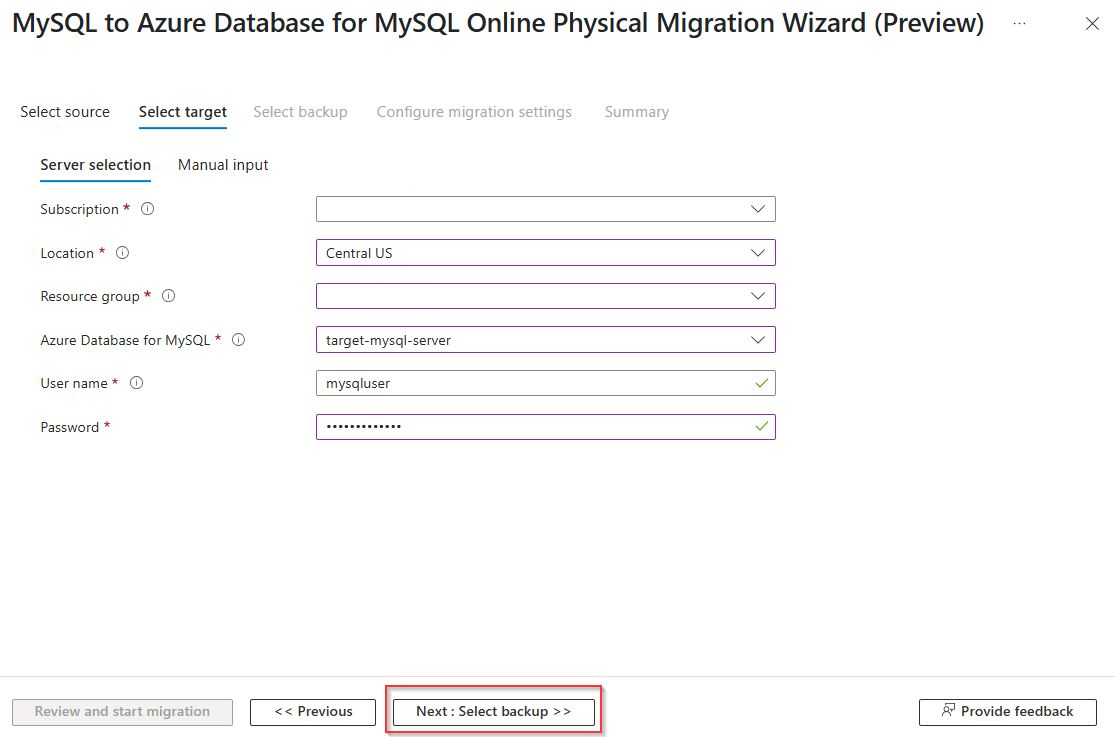 MySQL to Azure Database for MySQL Online Physical Migration Wizard (Preview) ...
Select source Select target Select backup Configure migration settings Summary
Server selection Manual input
Subscription *
Location * Central US
Resource group *
Azure Database for MySQL * target-mysql-server
User name * mysqluser
Password * •••••••••••••
Review and start migration << Previous Next : Select backup >> Provide feedback